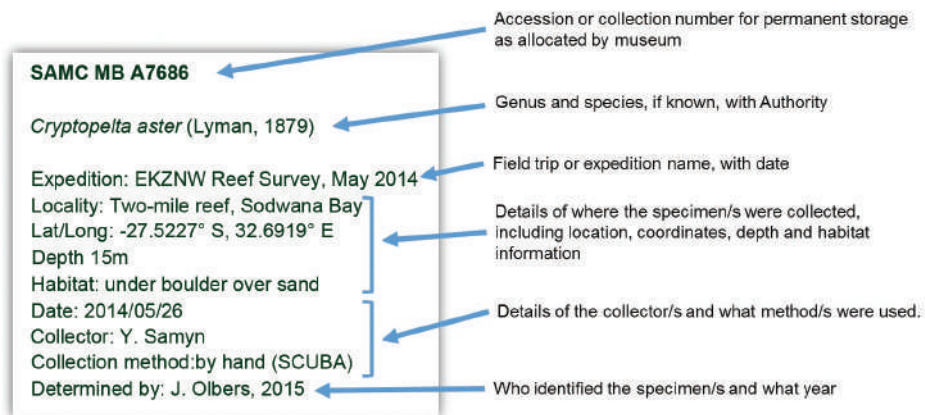 Accession or collection number for permanent storage
as allocated by museum
SAMC MB A7686
Genus and species, if known, with Authority
Cryptopelta aster (Lyman, 1879)
Field trip or expedition name, with date
Expedition: EKZNW Reef Survey, May 2014
Locality: Two-mile reef, Sodwana Bay
Lat/Long: -27.5227° S, 32.6919° E
Depth 15m
Habitat: under boulder over sand
Details of where the specimen/s were collected,
including location, coordinates, depth and habitat
information
Date: 2014/05/26
Collector: Y. Samyn
Collection method:by hand (SCUBA)
Details of the collector/s and what method/s were used.
Determined by: J. Olbers, 2015
Who identified the specimen/s and what year